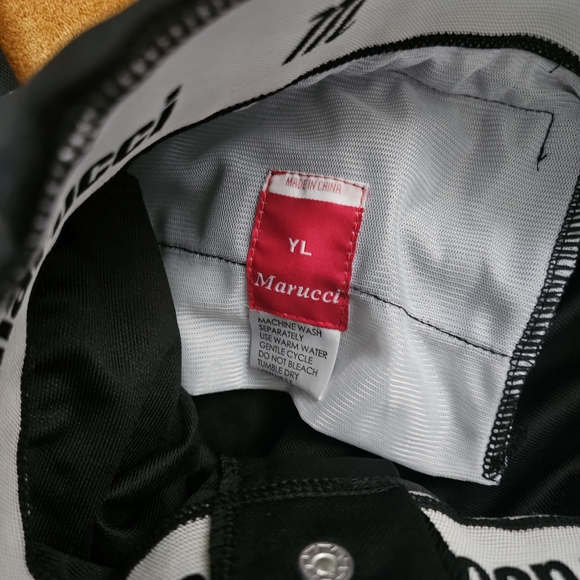 MADE IN CHINA
YL
Marucci
MACHINE WASH
SEPARATELY
USE WARM WATER
GENTLE CYCLE
DO NOT BLEACH
TUMBLE DRY